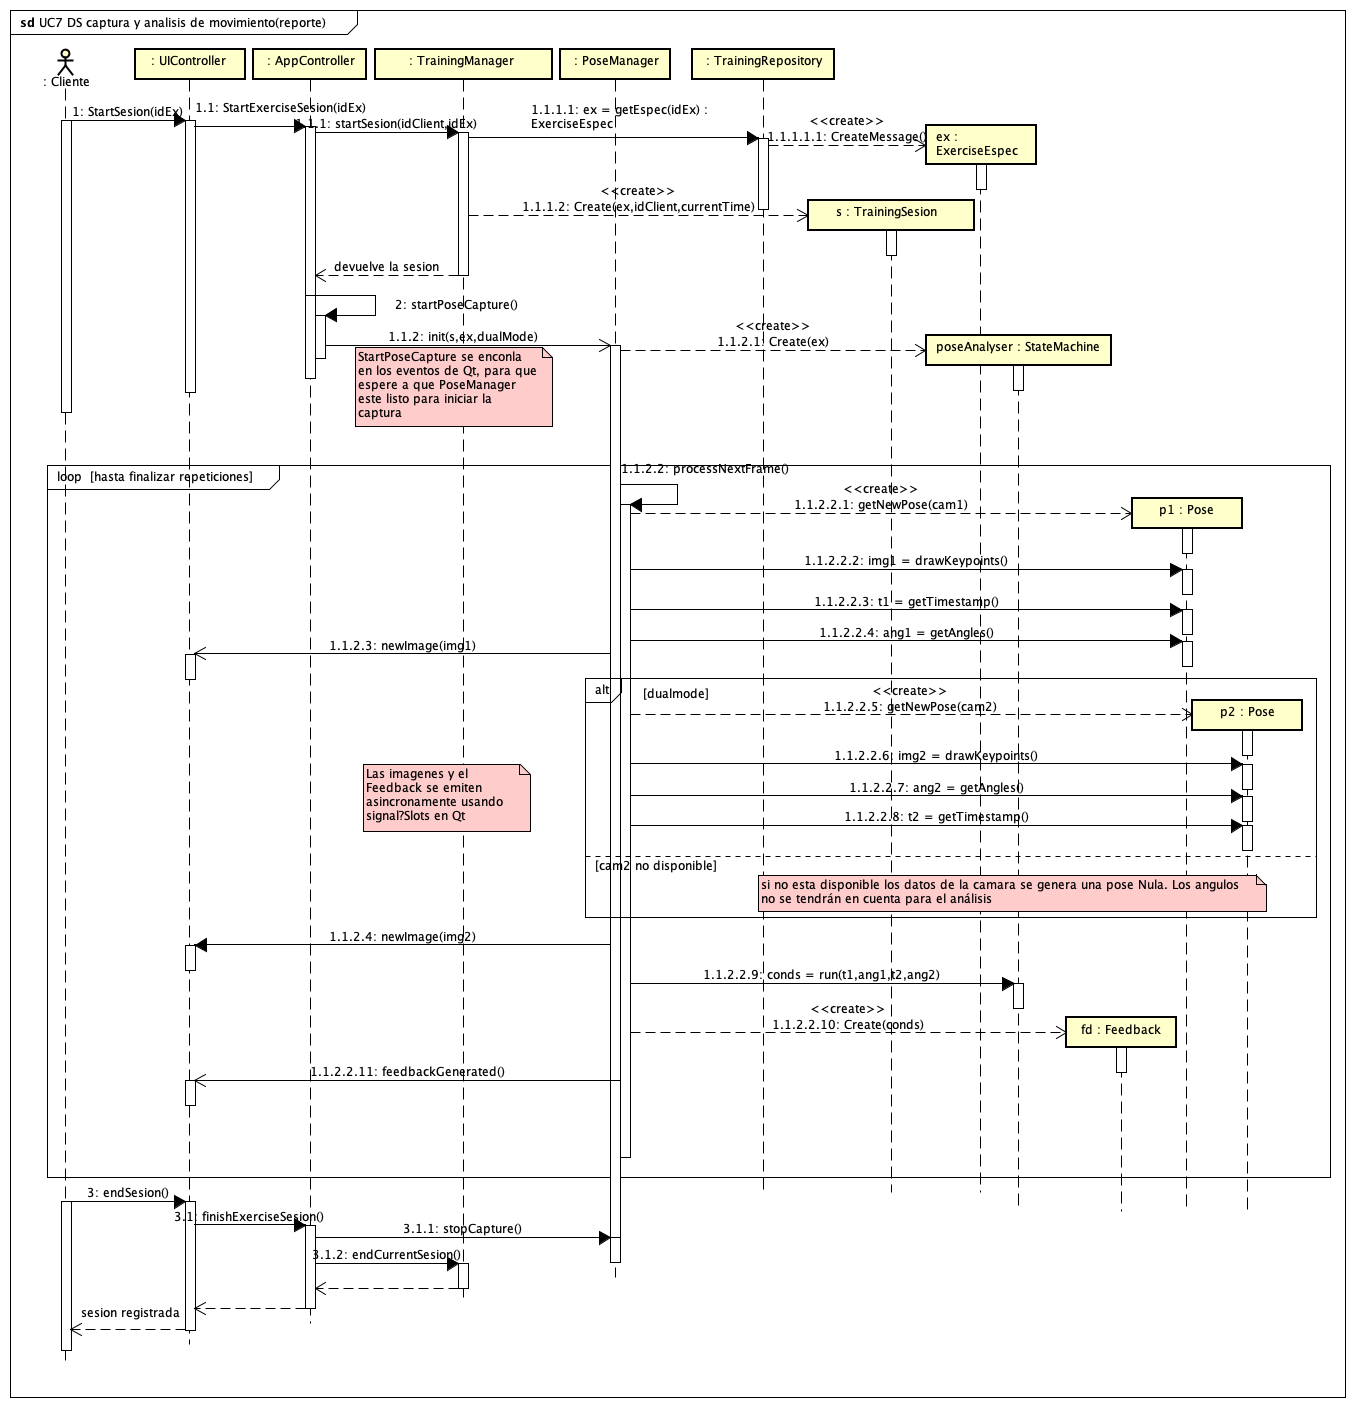 sd UC7 DS captura y analisis de movimiento(reporte)
: Cliente
: UIController
: AppController
: TrainingManager
: PoseManager
: TrainingRepository
1: StartSesion(idEx)
1.1: StartExerciseSesion(idEx)
1.1.1: startSesion(idClient,idEx)
1.1.1.1: ex = getEspec(idEx) :
ExerciseEspec
<<create>>
1.1.1.1.1: CreateMessage()
ex :
ExerciseEspec
<<create>>
1.1.1.2: Create(ex,idClient,currentTime)
s : TrainingSesion
devuelve la sesion
2: startPoseCapture()
1.1.2: init(s,ex,dualMode)
<<create>>
1.1.2.1: Create(ex)
poseAnalyser : StateMachine
StartPoseCapture se enconla
en los eventos de Qt, para que
espere a que PoseManager
este listo para iniciar la
captura
loop [hasta finalizar repeticiones]
1.1.2.2: processNextFrame()
<<create>>
1.1.2.2.1: getNewPose(cam1)
p1 : Pose
1.1.2.2.2: img1 = drawKeypoints()
1.1.2.2.3: t1 = getTimestamp()
1.1.2.2.4: ang1 = getAngles()
1.1.2.3: newImage(img1)
alt
[dualmode]
<<create>>
1.1.2.2.5: getNewPose(cam2)
p2 : Pose
1.1.2.2.6: img2 = drawKeypoints()
Las imagenes y el
Feedback se emiten
asincronamente usando
signal?Slots en Qt
1.1.2.2.7: ang2 = getAngles()
1.1.2.2.8: t2 = getTimestamp()
[cam2 no disponible]
si no esta disponible los datos de la camara se genera una pose Nula. Los angulos
no se tendrán en cuenta para el análisis
1.1.2.4: newImage(img2)
1.1.2.2.9: conds = run(t1,ang1,t2,ang2)
<<create>>
1.1.2.2.10: Create(conds)
fd : Feedback
1.1.2.2.11: feedbackGenerated()
3: endSesion()
3.1: finishExerciseSesion()
3.1.1: stopCapture()
3.1.2: endCurrentSesion()
sesion registrada